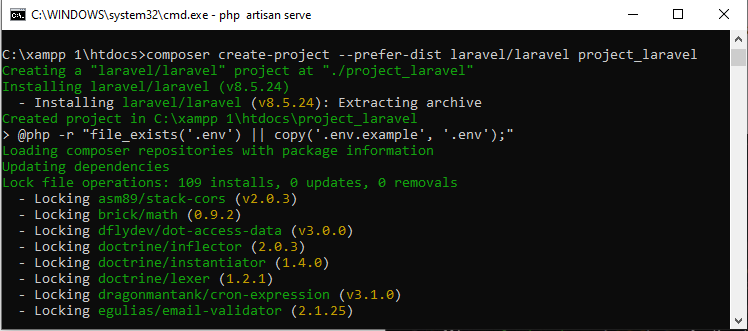 C:\WINDOWS\system32\cmd.exe - php  artisan serve
C:\xampp 1\htdocs>composer create-project --prefer-dist laravel/laravel project_laravel
Creating a "laravel/laravel" project at "./project_laravel"
Installing laravel/laravel (v8.5.24)
  - Installing laravel/laravel (v8.5.24): Extracting archive
Created project in C:\xampp 1\htdocs\project_laravel
> @php -r "file_exists('.env') || copy('.env.example', '.env');"
Loading composer repositories with package information
Updating dependencies
Lock file operations: 109 installs, 0 updates, 0 removals
  - Locking asm89/stack-cors (v2.0.3)
  - Locking brick/math (0.9.2)
  - Locking dflydev/dot-access-data (v3.0.0)
  - Locking doctrine/inflector (2.0.3)
  - Locking doctrine/instantiator (1.4.0)
  - Locking doctrine/lexer (1.2.1)
  - Locking dragonmantank/cron-expression (v3.1.0)
  - Locking egulias/email-validator (2.1.25)